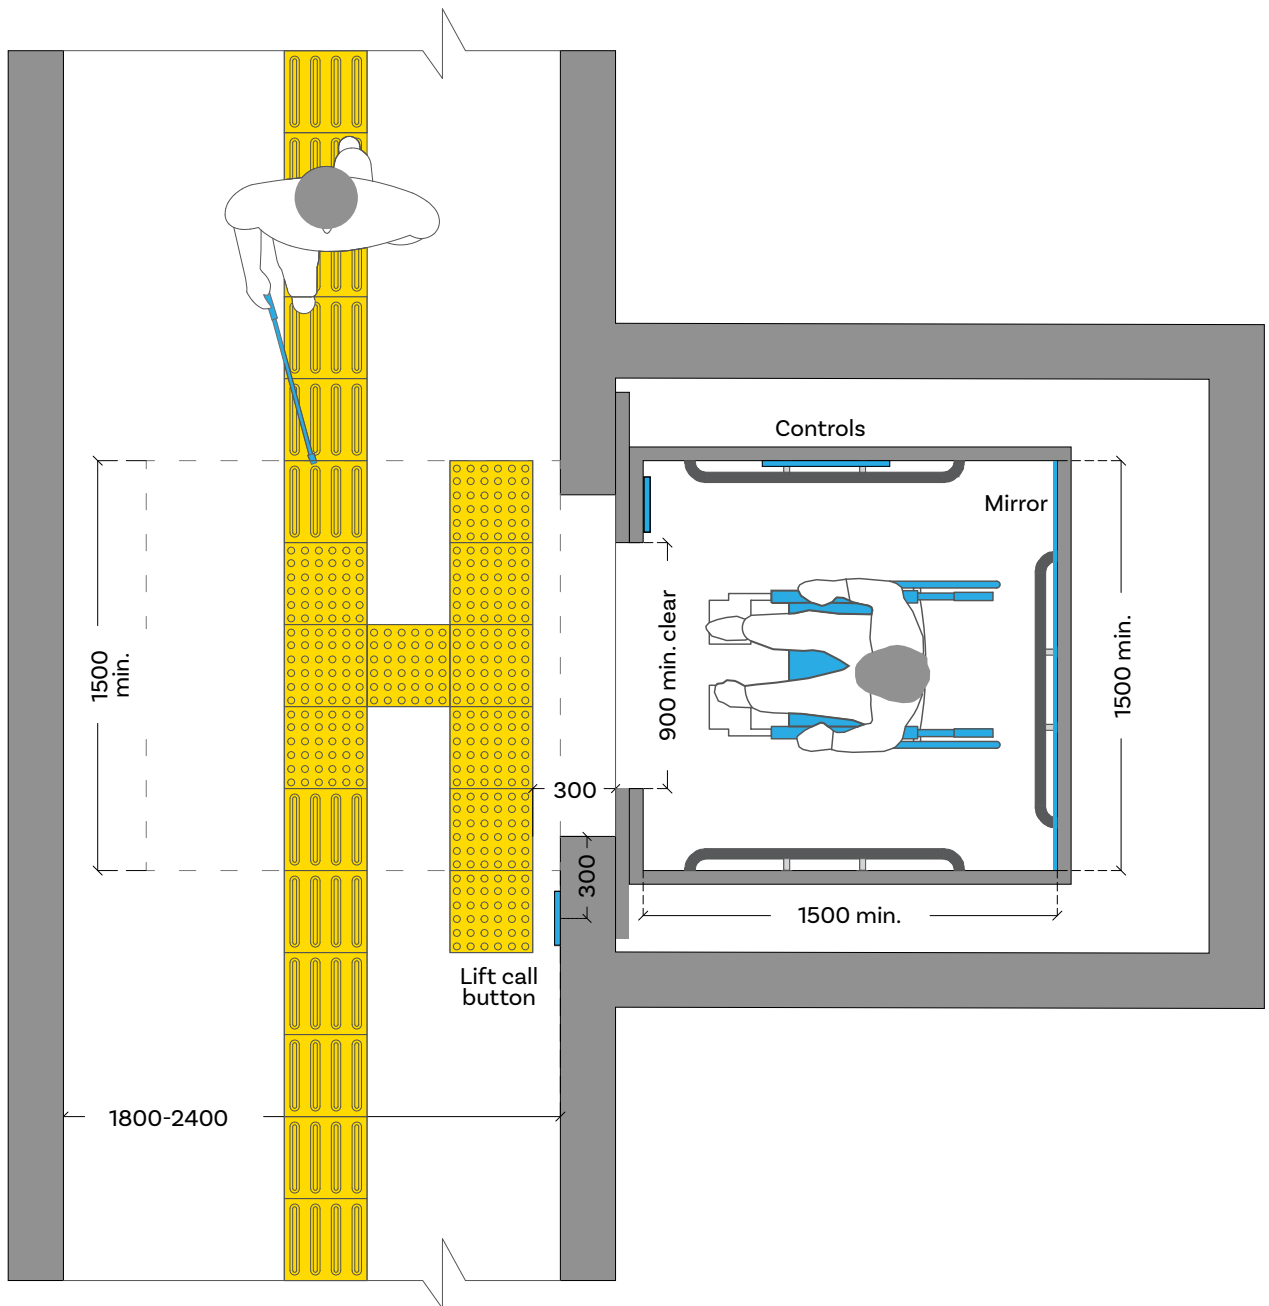 Controls
Mirror
1500
min.
900 min. clear
1500 min.
300
300
1500 min.
Lift call
button
1800-2400